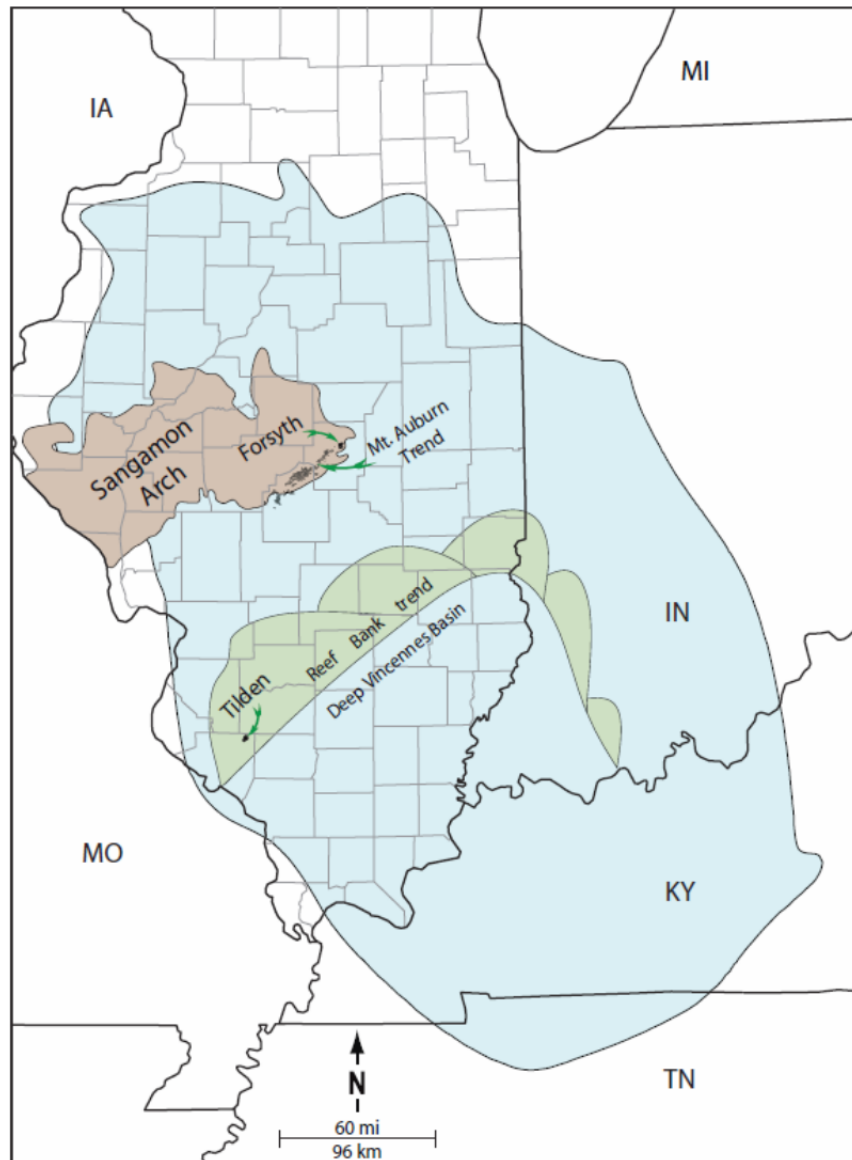 MI
IA
Forsyth
Mt. Auburn
Trend
Sangamon
Arch
IN
Reef Bank trend
Deep Vincennes Basin
Tilden
MO
KY
N
TN
60 mi
96 km